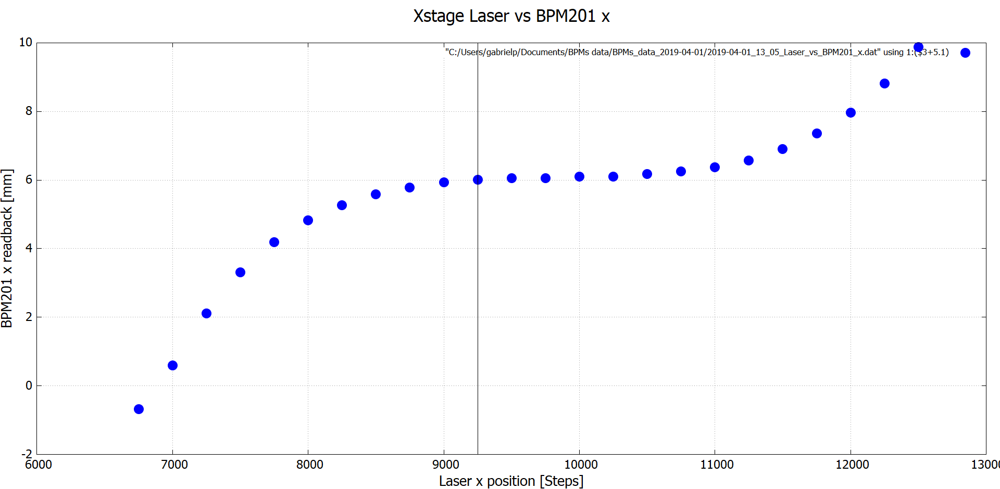 Xstage Laser vs BPM201 x
"C:/Users/gabrielp/Documents/BPMs data/BPMs_data_2019-04-01/2019-04-01_13_05_Laser_vs_BPM201_x.dat" using 1:($3+5.1)
10
8
6
4
2
0
-2
BPM201 x readback [mm]
6000 7000 8000 9000 10000 11000 12000 13000
Laser x position [Steps]